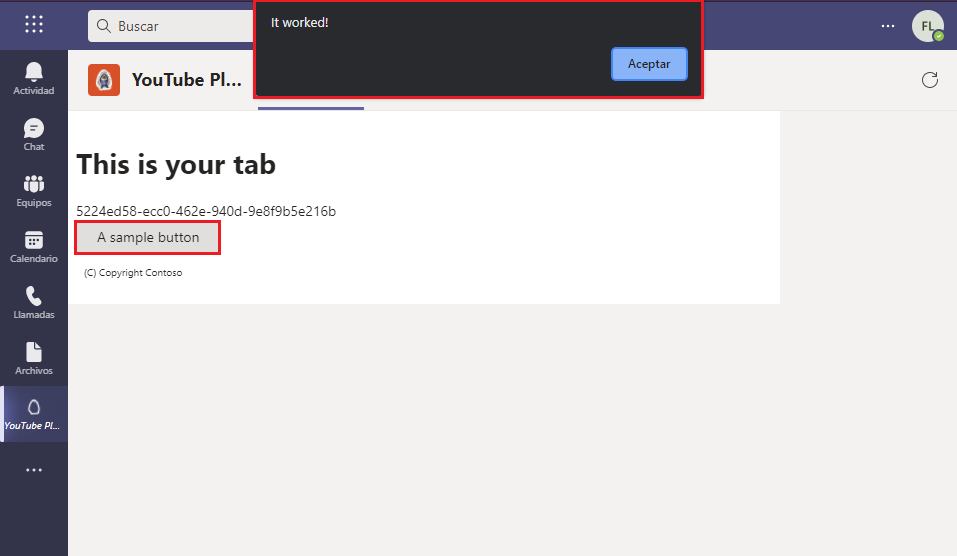 Buscar
It worked!
Aceptar
FL
YouTube Pl...
Actividad
Chat
Equipos
Calendario
Llamadas
Archivos
YouTube Pl...
This is your tab
5224ed58-ecc0-462e-940d-9e8f9b5e216b
A sample button
(C) Copyright Contoso